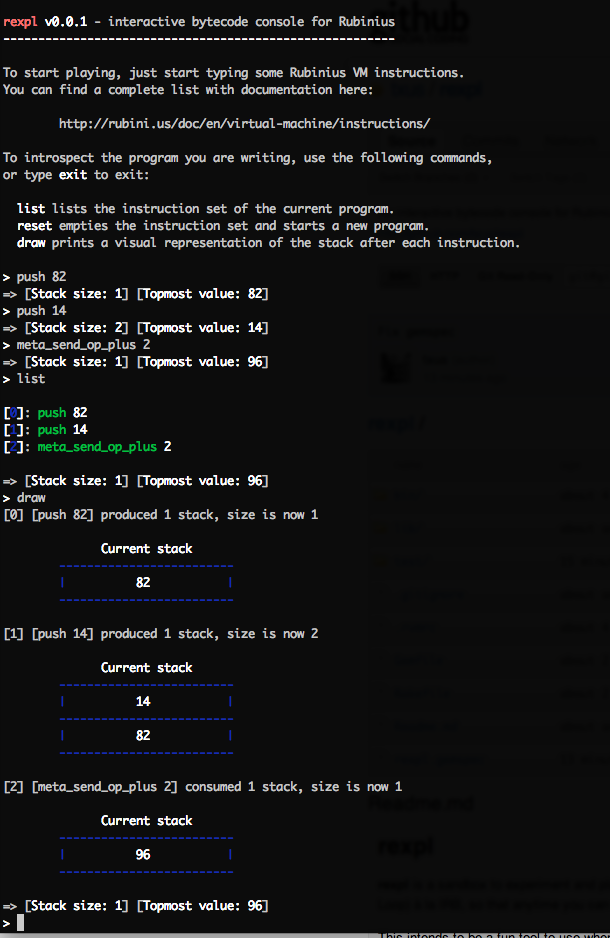 github
rexpl v0.0.1 - interactive bytecode console for Rubinius
--------------------------------------------------------
To start playing, just start typing some Rubinius VM instructions.
You can find a complete list with documentation here:
http://rubini.us/doc/en/virtual-machine/instructions/
To introspect the program you are writing, use the following commands,
or type exit to exit:
list lists the instruction set of the current program.
reset empties the instruction set and starts a new program.
draw prints a visual representation of the stack after each instruction.
> push 82
=> [Stack size: 1] [Topmost value: 82]
> push 14
=> [Stack size: 2] [Topmost value: 14]
> meta_send_op_plus 2
=> [Stack size: 1] [Topmost value: 96]
> list
[0]: push 82
[1]: push 14
[2]: meta_send_op_plus 2
=> [Stack size: 1] [Topmost value: 96]
> draw
[0] [push 82] produced 1 stack, size is now 1
Current stack
-------------------------
| 82 |
-------------------------
[1] [push 14] produced 1 stack, size is now 2
Current stack
-------------------------
| 14 |
-------------------------
| 82 |
-------------------------
[2] [meta_send_op_plus 2] consumed 1 stack, size is now 1
Current stack
-------------------------
| 96 |
-------------------------
=> [Stack size: 1] [Topmost value: 96]
>
Readme.md
rexpl
This intends to be a fun tool to use